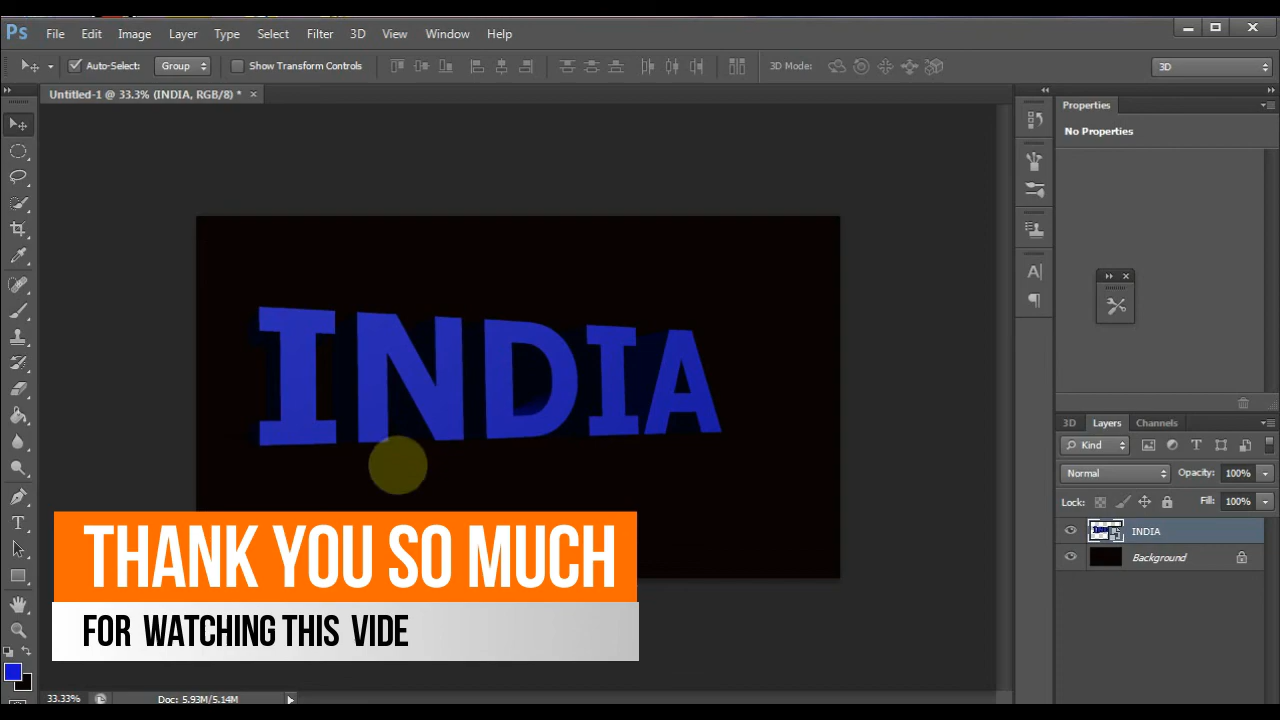 Ps File Edit Image Layer Type Select Filter 3D View Window Help
Auto-Select: Group Show Transform Controls 3D Mode: 3D
Untitled-1 @ 33.3% (INDIA, RGB/8) * ×
Properties
No Properties
INDIA
3D Layers Channels
Kind
Normal Opacity: 100%
Lock: Fill: 100%
INDIA
Background
THANK YOU SO MUCH
FOR WATCHING THIS VIDE
33.33% Doc: 5.93M/5.14M